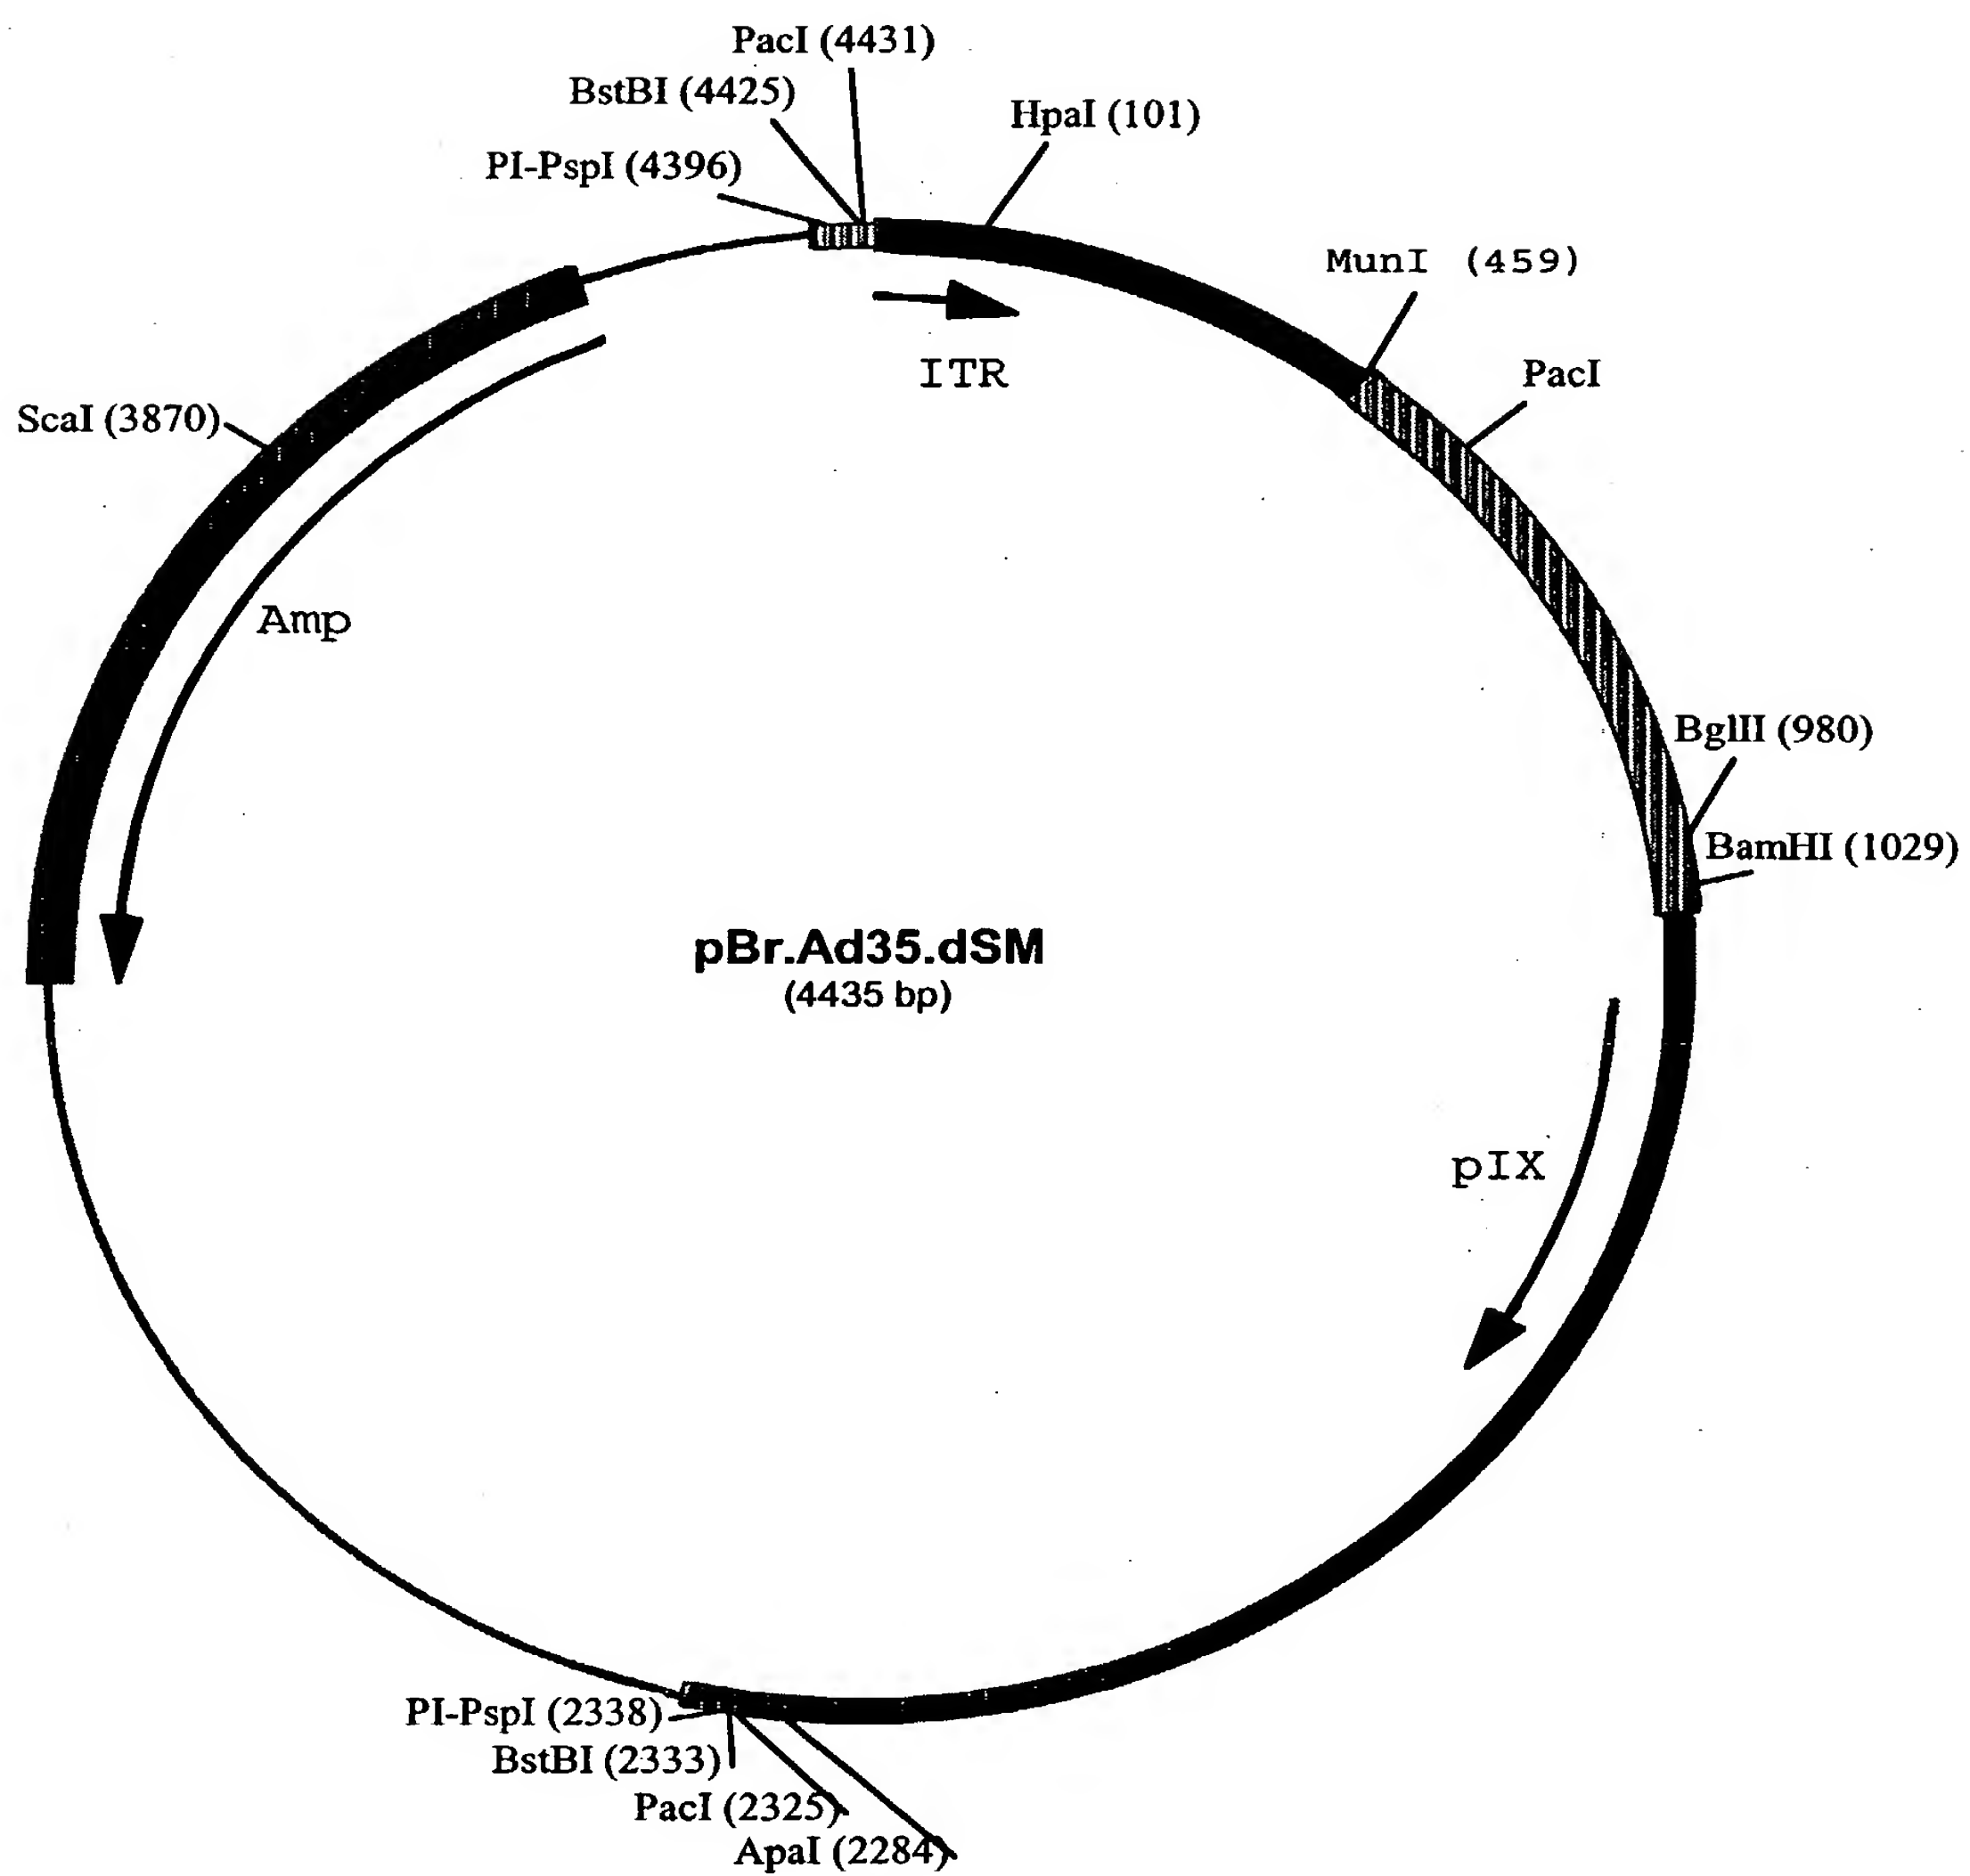 PacI (4431)
BstBI (4425)
HpaI (101)
PI-PspI (4396)
MunI (459)
ITR
PacI
ScaI (3870)
Amp
BglII (980)
BamHI (1029)
pBr.Ad35.dSM
(4435 bp)
pIX
PI-PspI (2338)
BstBI (2333)
PacI (2325)
ApaI (2284)